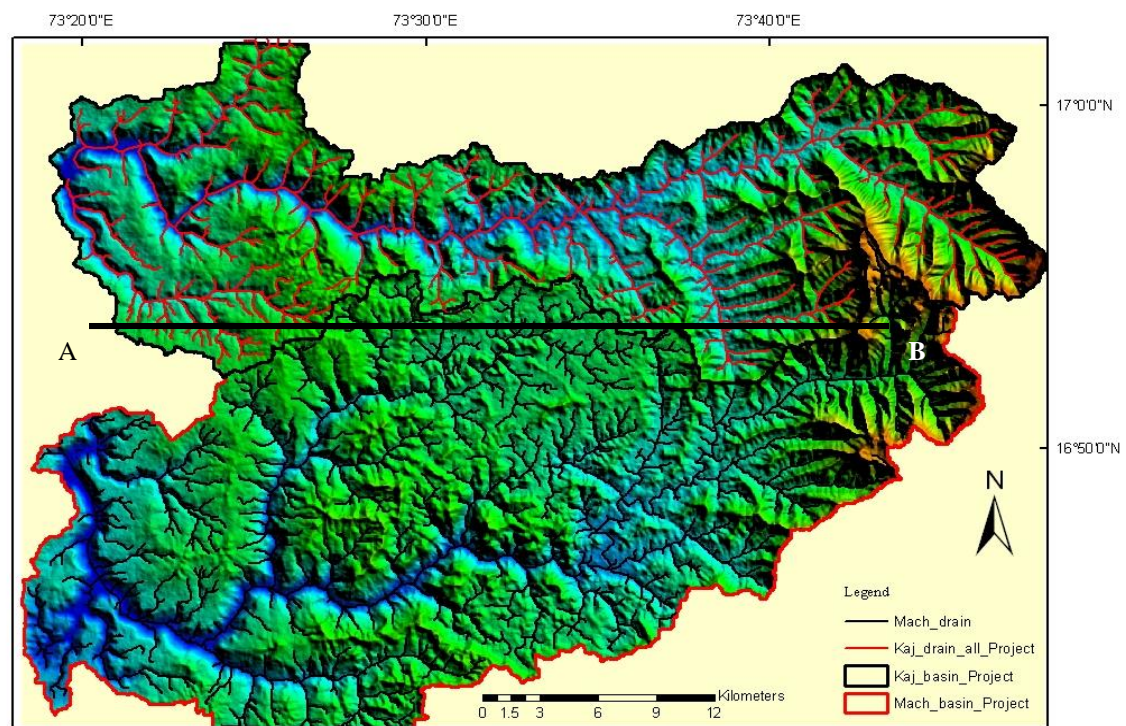 73°20'0"E 73°30'0"E 73°40'0"E
17°0'0"N
A
B
16°50'0"N
N
Legend
Mach_drain
Kaj_drain_all_Project
Kaj_basin_Project
Mach_basin_Project
Kilometers
0 1.5 3 6 9 12